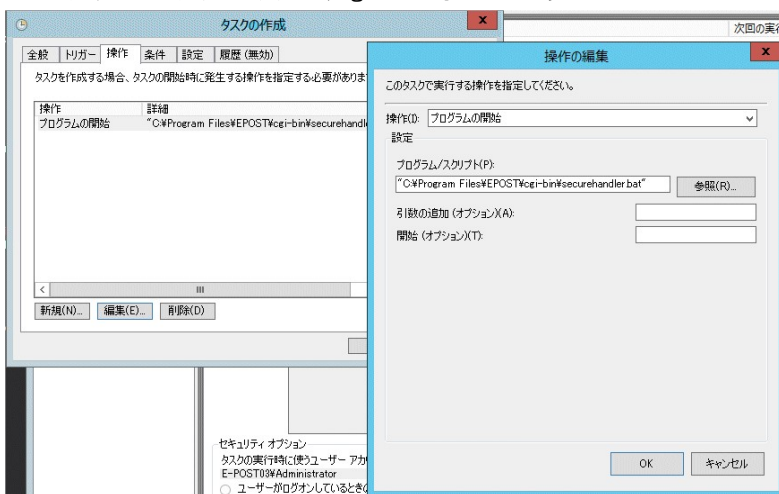 タスクの作成
次回の実行
全般 トリガー 操作 条件 設定 履歴 (無効)
タスクを作成する場合、タスクの開始時に発生する操作を指定する必要がありま
操作 詳細
プログラムの開始 "C:¥Program Files¥EPOST¥cgi-bin¥securehandle
新規(N)... 編集(E)... 削除(D)
操作の編集
このタスクで実行する操作を指定してください。
操作(I): プログラムの開始
設定
プログラム/スクリプト(P):
"C:¥Program Files¥EPOST¥cgi-bin¥securehandler.bat" 参照(R)...
引数の追加 (オプション)(A):
開始 (オプション)(T):
OK キャンセル
セキュリティ オプション
タスクの実行時に使うユーザー アカ
E-POST03¥Administrator
ユーザーがログオンしているときの